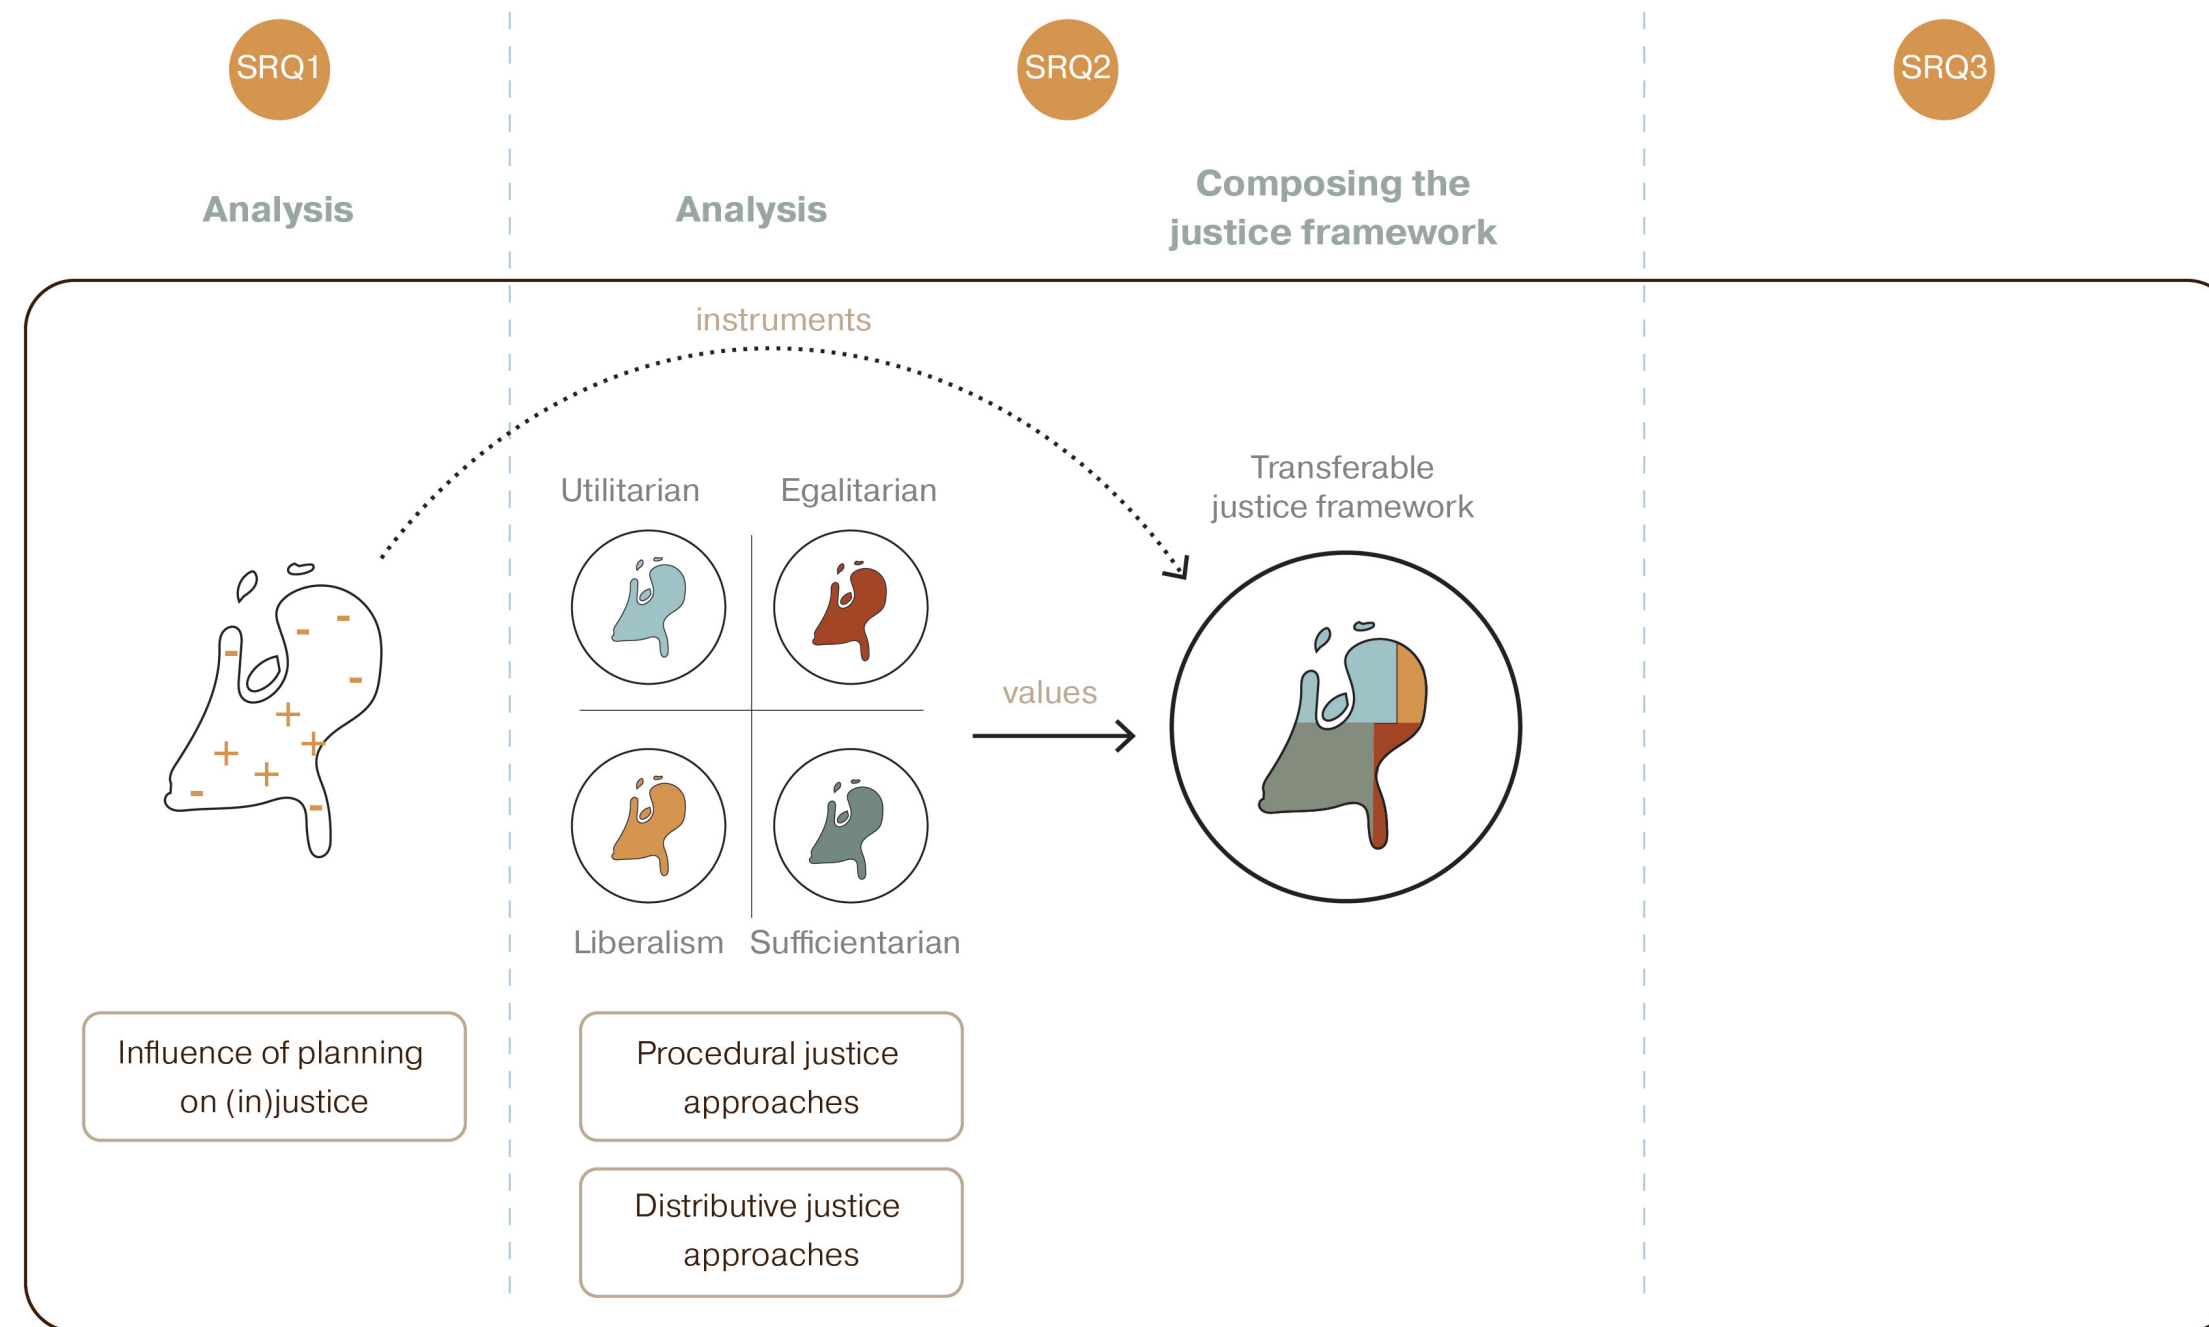 SRQ1
SRQ2
SRQ3
Analysis
Analysis
Composing the
justice framework
instruments
Utilitarian
Egalitarian
Transferable
justice framework
values
Liberalism
Sufficientarian
Influence of planning
on (in)justice
Procedural justice
approaches
Distributive justice
approaches